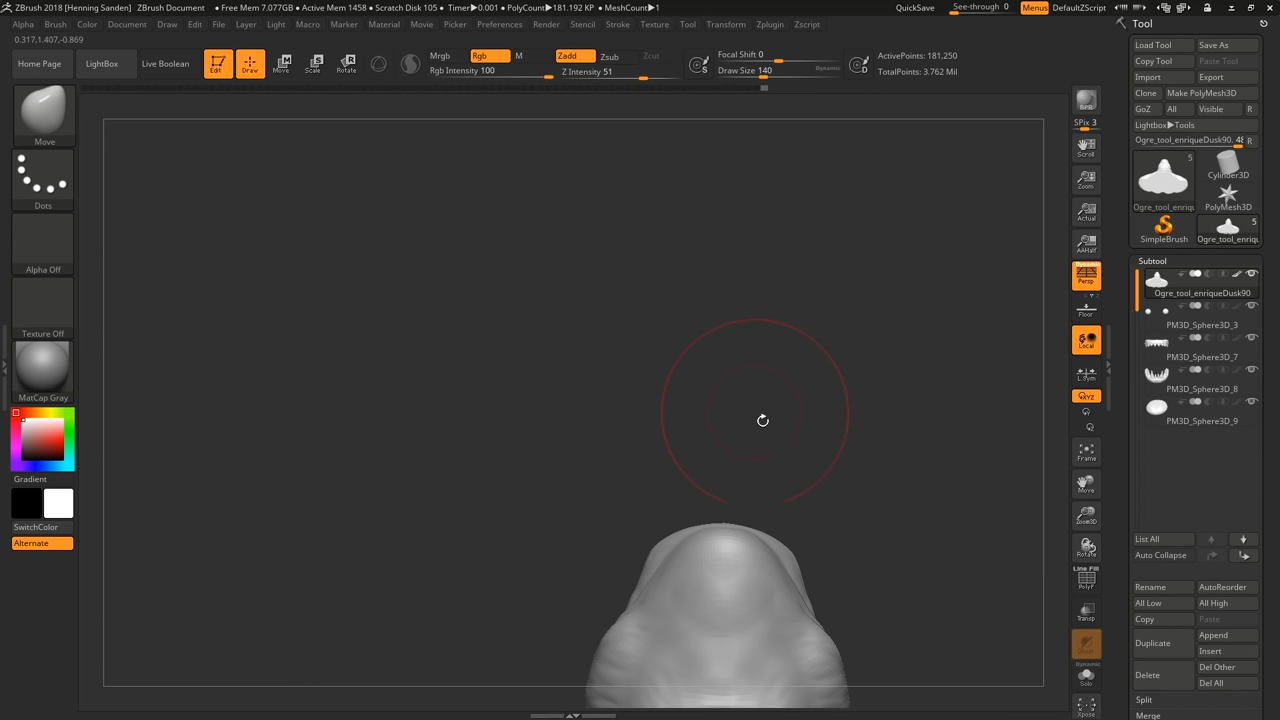 ZBrush 2018 [Henning Sanden] ZBrush Document • Free Mem 7.077GB • Active Mem 1458 • Scratch Disk 105 • Timer▶0.001 • PolyCount▶181.192 KP • MeshCount▶1 QuickSave See-through 0 Menus DefaultZScript
Alpha Brush Color Document Draw Edit File Layer Light Macro Marker Material Movie Picker Preferences Render Stencil Stroke Texture Tool Transform Zplugin Zscript
0.317,1.407,-0.869
Home Page LightBox Live Boolean Edit Draw Move Scale Rotate
Mrgb Rgb M Zadd Zsub Zcut
Rgb Intensity 100 Z Intensity 51
Focal Shift 0
Draw Size 140 Dynamic
ActivePoints: 181.250
TotalPoints: 3.762 Mil
Move
Dots
Alpha Off
Texture Off
MatCap Gray
Gradient
SwitchColor
Alternate
BPR
SPix 3
Scroll
Zoom
Actual
AAHalf
Dynamic
Persp
Floor
Local
L.Sym
XYZ
Frame
Move
Zoom3D
Rotate
Line Fill
PolyF
Transp
Ghost
Dynamic
Solo
Xpose
Tool
Load Tool Save As
Copy Tool Paste Tool
Import Export
Clone Make PolyMesh3D
GoZ All Visible R
Lightbox▶Tools
Ogre_tool_enriqueDusk90. 48 R
5
Ogre_tool_enriqu
Cylinder3D
PolyMesh3D
SimpleBrush
5
Ogre_tool_enriqu
Subtool
Ogre_tool_enriqueDusk90
PM3D_Sphere3D_3
PM3D_Sphere3D_7
PM3D_Sphere3D_8
PM3D_Sphere3D_9
List All
Auto Collapse
Rename AutoReorder
All Low All High
Copy Paste
Duplicate Append
Insert
Delete Del Other
Del All
Split
Merge